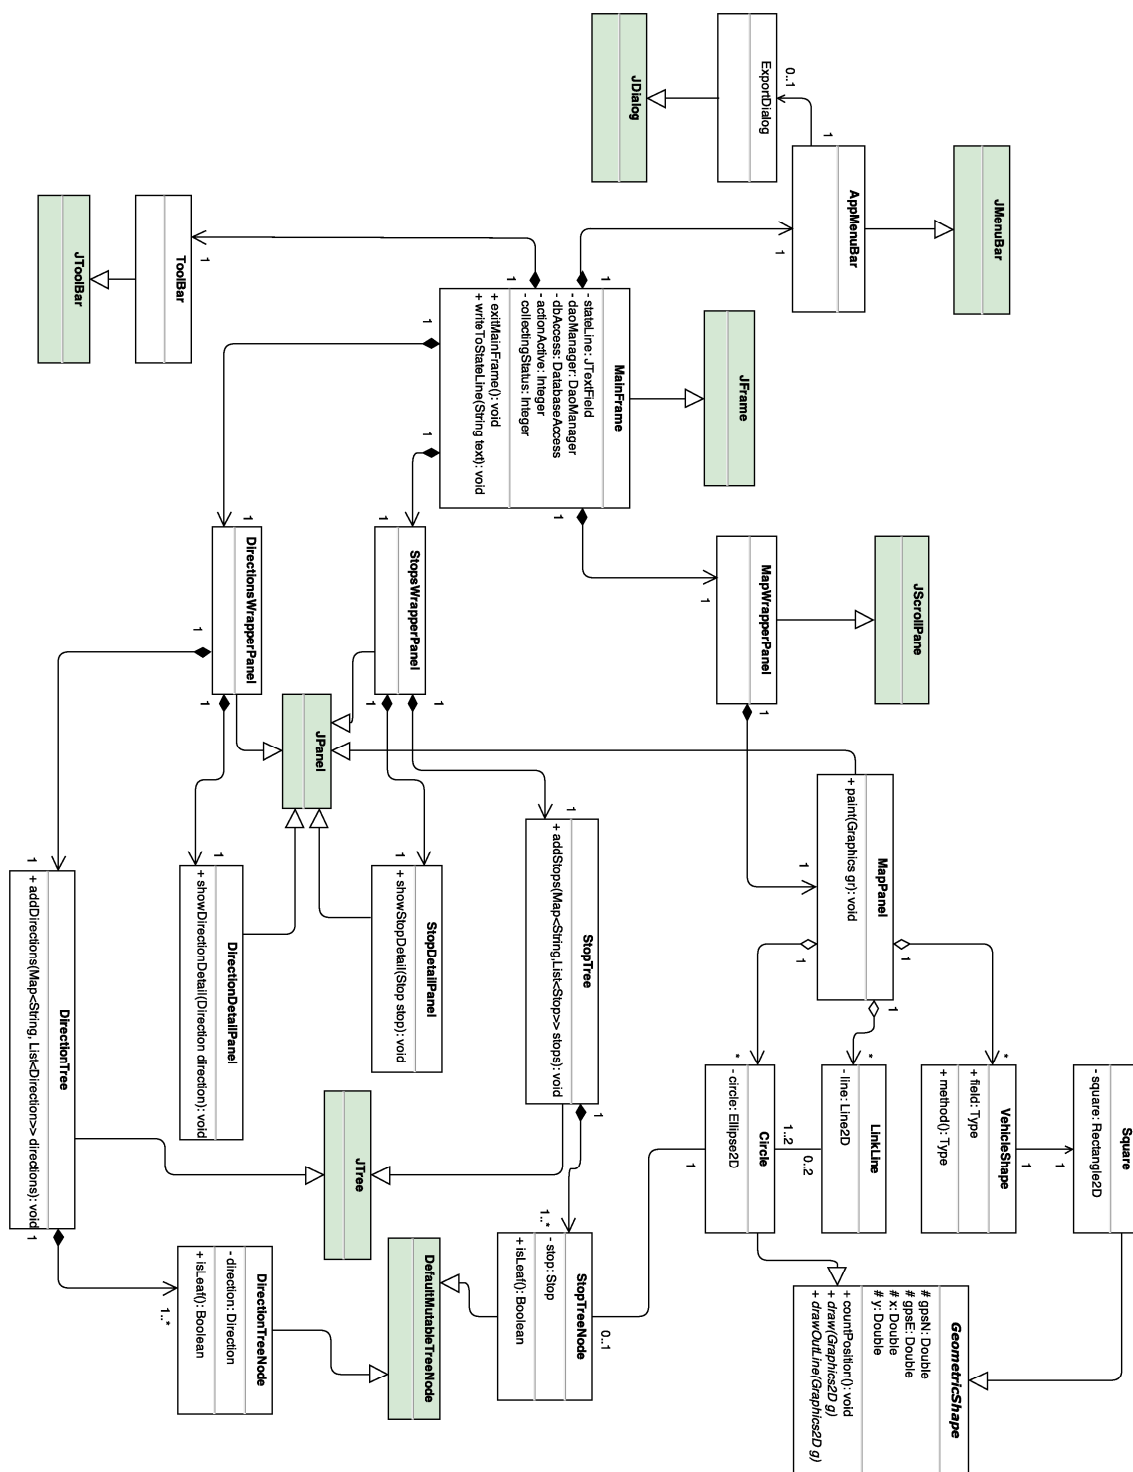 JMenuBar
AppMenuBar
1
0..1
ExportDialog
JDialog
1
1
JFrame
MainFrame
- stateLine: JTextField
- daoManager: DaoManager
- dbAccess: DatabaseAccess
- actionActive: Integer
- collectingStatus: Integer
+ exitMainFrame(): void
+ writeToStateLine(String text): void
1
1
ToolBar
JToolBar
1
1
1
1
1
1
JScrollPane
MapWrapperPanel
1
StopsWrapperPanel
1
1
DirectionsWrapperPanel
1
1
JPanel
1
MapPanel
+ paint(Graphics gr): void
1
1
1
1
StopTree
+ addStops(Map<String,List<Stop>> stops): void
1
1
StopDetailPanel
+ showStopDetail(Stop stop): void
1
DirectionDetailPanel
+ showDirectionDetail(Direction direction): void
1
DirectionTree
+ addDirections(Map<String, List<Direction>> directions): void
1
JTree
Square
- square: Rectangle2D
1
*
VehicleShape
+ field: Type
+ method(): Type
1
*
LinkLine
- line: Line2D
0..2
1..2
*
Circle
- circle: Ellipse2D
1
GeometricShape
# gpsN: Double
# gpsE: Double
# x: Double
# y: Double
+ countPosition(): void
+ draw(Graphics2D g)
+ drawOutLine(Graphics2D g)
0..1
1..*
StopTreeNode
- stop: Stop
+ isLeaf(): Boolean
DefaultMutableTreeNode
DirectionTreeNode
- direction: Direction
+ isLeaf(): Boolean
1..*